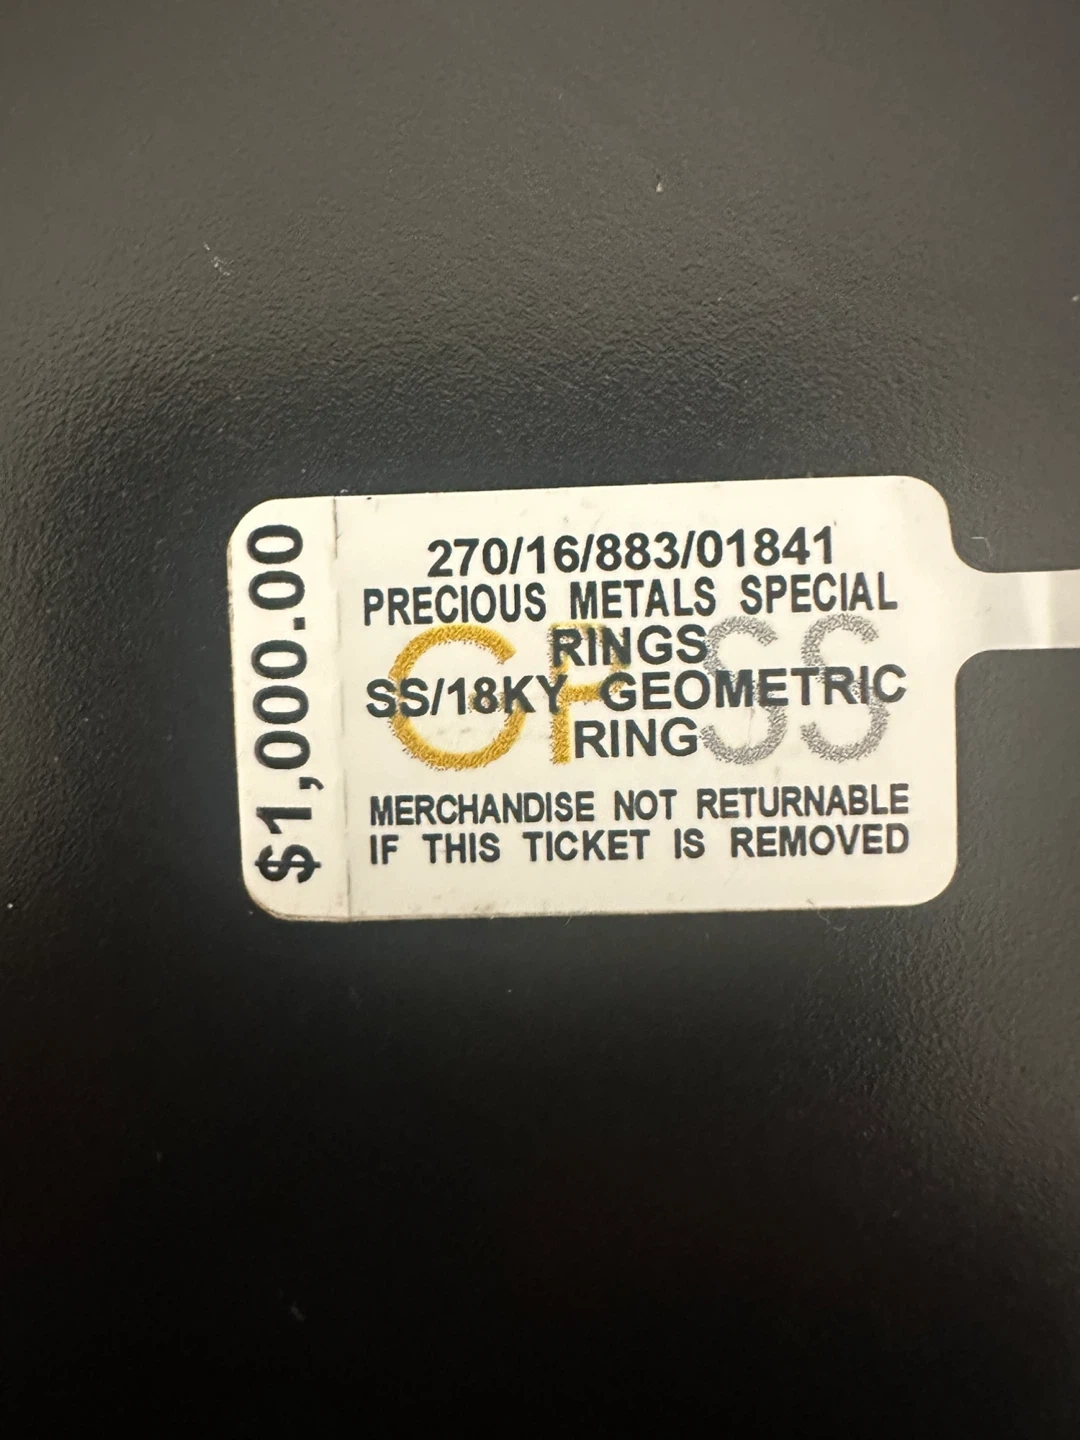 $1,000.00
270/16/883/01841
PRECIOUS METALS SPECIAL
RINGS
SS/18KY GEOMETRIC
RING
MERCHANDISE NOT RETURNABLE
IF THIS TICKET IS REMOVED